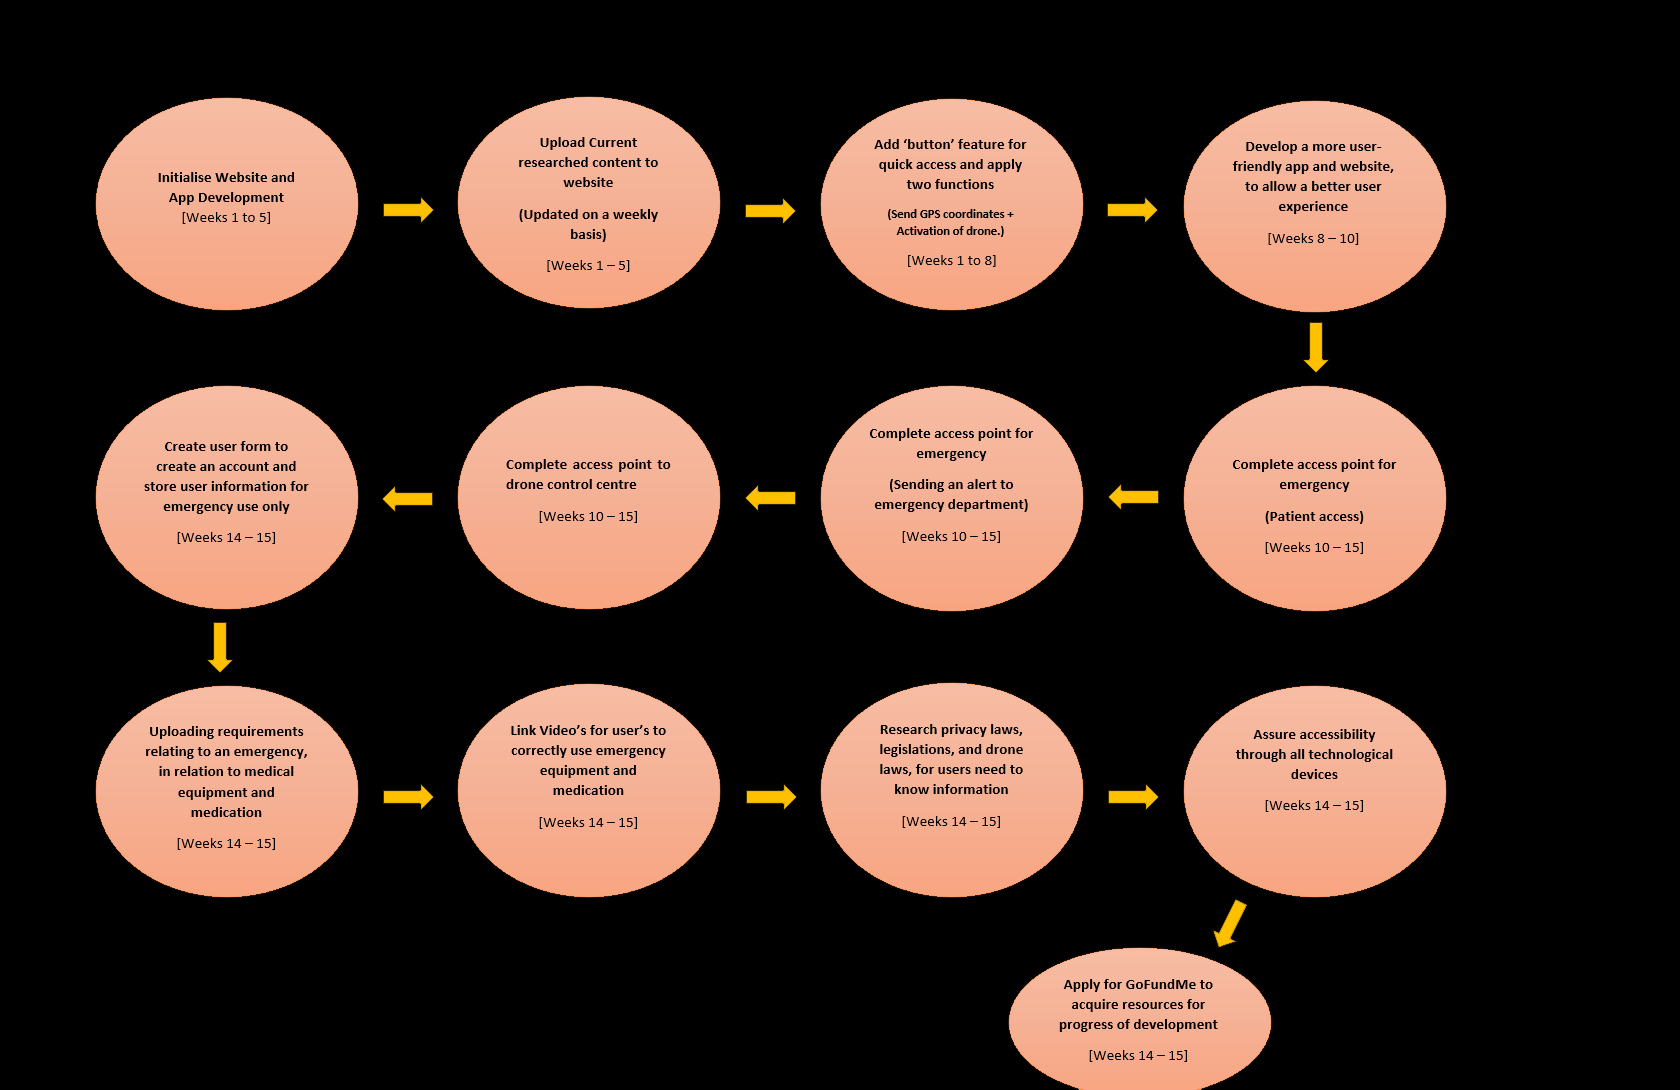 Initialise Website and
App Development
[Weeks 1 to 5]
Upload Current
researched content to
website
(Updated on a weekly
basis)
[Weeks 1 – 5]
Add ‘button’ feature for
quick access and apply
two functions
(Send GPS coordinates +
Activation of drone.)
[Weeks 1 to 8]
Develop a more user-
friendly app and website,
to allow a better user
experience
[Weeks 8 – 10]
Complete access point for
emergency
(Patient access)
[Weeks 10 – 15]
Complete access point for
emergency
(Sending an alert to
emergency department)
[Weeks 10 – 15]
Complete access point to
drone control centre
[Weeks 10 – 15]
Create user form to
create an account and
store user information for
emergency use only
[Weeks 14 – 15]
Uploading requirements
relating to an emergency,
in relation to medical
equipment and
medication
[Weeks 14 – 15]
Link Video’s for user’s to
correctly use emergency
equipment and
medication
[Weeks 14 – 15]
Research privacy laws,
legislations, and drone
laws, for users need to
know information
[Weeks 14 – 15]
Assure accessibility
through all technological
devices
[Weeks 14 – 15]
Apply for GoFundMe to
acquire resources for
progress of development
[Weeks 14 – 15]